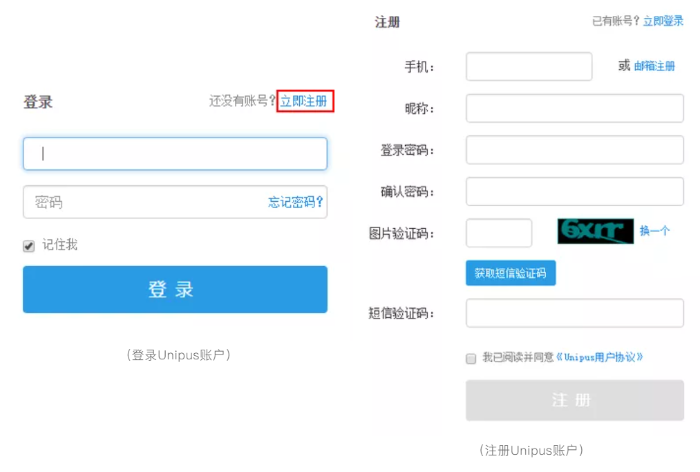 登录
还没有账号？立即注册
密码
忘记密码？
记住我
登 录
（登录Unipus账户）
注册
已有账号？立即登录
手机：
或 邮箱注册
昵称：
登录密码：
确认密码：
图片验证码：
6xrr
换一个
获取短信验证码
短信验证码：
我已阅读并同意《Unipus用户协议》
注 册
（注册Unipus账户）